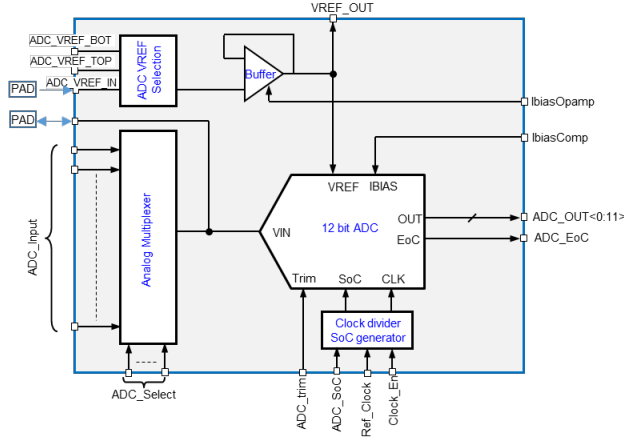 VREF_OUT
ADC_VREF_BOT
ADC_VREF_TOP
PAD
ADC_VREF_IN
ADC VREF
Selection
Buffer
IbiasOpamp
PAD
IbiasComp
ADC_Input
Analog Multiplexer
VREF
IBIAS
VIN
12 bit ADC
OUT
EoC
ADC_OUT<0:11>
ADC_EoC
Trim
SoC
CLK
Clock divider
SoC generator
ADC_Select
ADC_trim
ADC_SoC
Ref_Clock
Clock_En